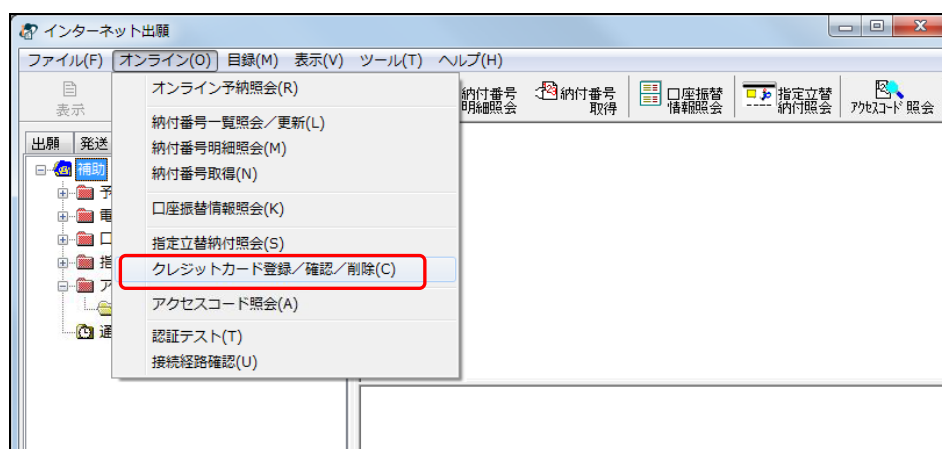 インターネット出願
ファイル(F) オンライン(O) 目録(M) 表示(V) ツール(T) ヘルプ(H)
表示
納付番号
明細照会
納付番号
取得
口座振替
情報照会
指定立替
納付照会
アクセスコード 照会
出願 発送
補助
予
電
口
指
ア
通
オンライン予納照会(R)
納付番号一覧照会/更新(L)
納付番号明細照会(M)
納付番号取得(N)
口座振替情報照会(K)
指定立替納付照会(S)
クレジットカード登録/確認/削除(C)
アクセスコード照会(A)
認証テスト(T)
接続経路確認(U)